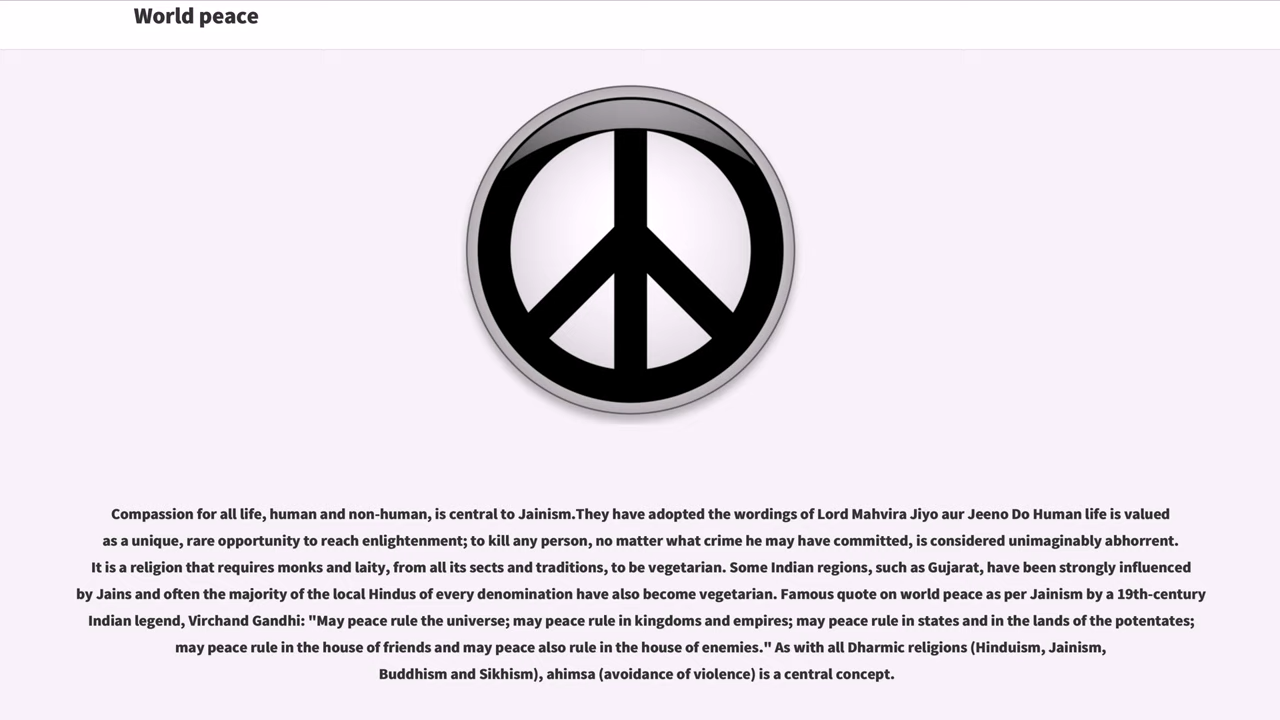 World peace
Compassion for all life, human and non-human, is central to Jainism.They have adopted the wordings of Lord Mahvira Jiyo aur Jeeno Do Human life is valued
as a unique, rare opportunity to reach enlightenment; to kill any person, no matter what crime he may have committed, is considered unimaginably abhorrent.
It is a religion that requires monks and laity, from all its sects and traditions, to be vegetarian. Some Indian regions, such as Gujarat, have been strongly influenced
by Jains and often the majority of the local Hindus of every denomination have also become vegetarian. Famous quote on world peace as per Jainism by a 19th-century
Indian legend, Virchand Gandhi: "May peace rule the universe; may peace rule in kingdoms and empires; may peace rule in states and in the lands of the potentates;
may peace rule in the house of friends and may peace also rule in the house of enemies." As with all Dharmic religions (Hinduism, Jainism,
Buddhism and Sikhism), ahimsa (avoidance of violence) is a central concept.